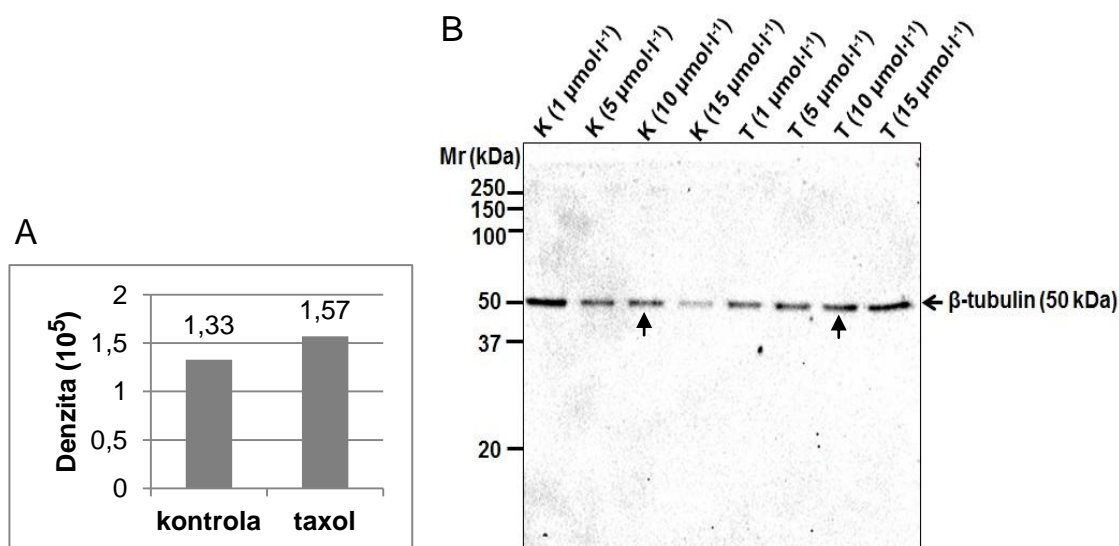 A
Denzita (10⁵)
2
1,5
1
0,5
0
1,33
1,57
kontrola taxol
B
K (1 µmol·l⁻¹)
K (5 µmol·l⁻¹)
K (10 µmol·l⁻¹)
K (15 µmol·l⁻¹)
T (1 µmol·l⁻¹)
T (5 µmol·l⁻¹)
T (10 µmol·l⁻¹)
T (15 µmol·l⁻¹)
Mr (kDa)
250
150
100
50
37
20
β-tubulin (50 kDa)